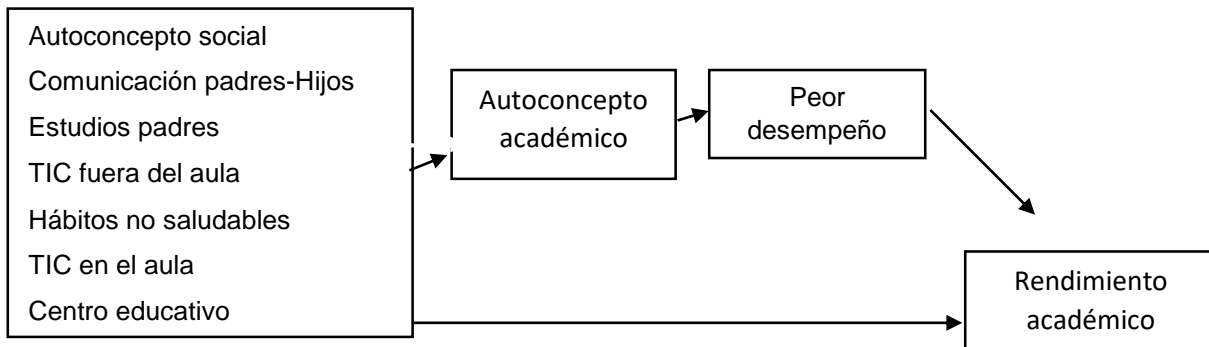 Autoconcepto social
Comunicación padres-Hijos
Estudios padres
TIC fuera del aula
Hábitos no saludables
TIC en el aula
Centro educativo
Autoconcepto
académico
Peor
desempeño
Rendimiento
académico